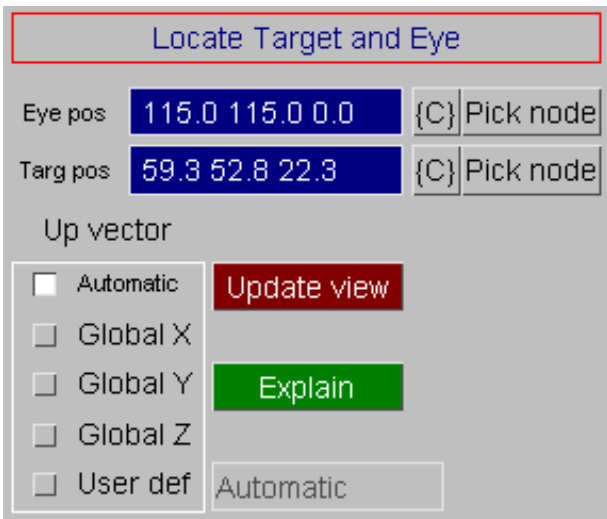 Locate Target and Eye
Eye pos 115.0 115.0 0.0 {C} Pick node
Targ pos 59.3 52.8 22.3 {C} Pick node
Up vector
Automatic Update view
Global X
Global Y Explain
Global Z
User def Automatic